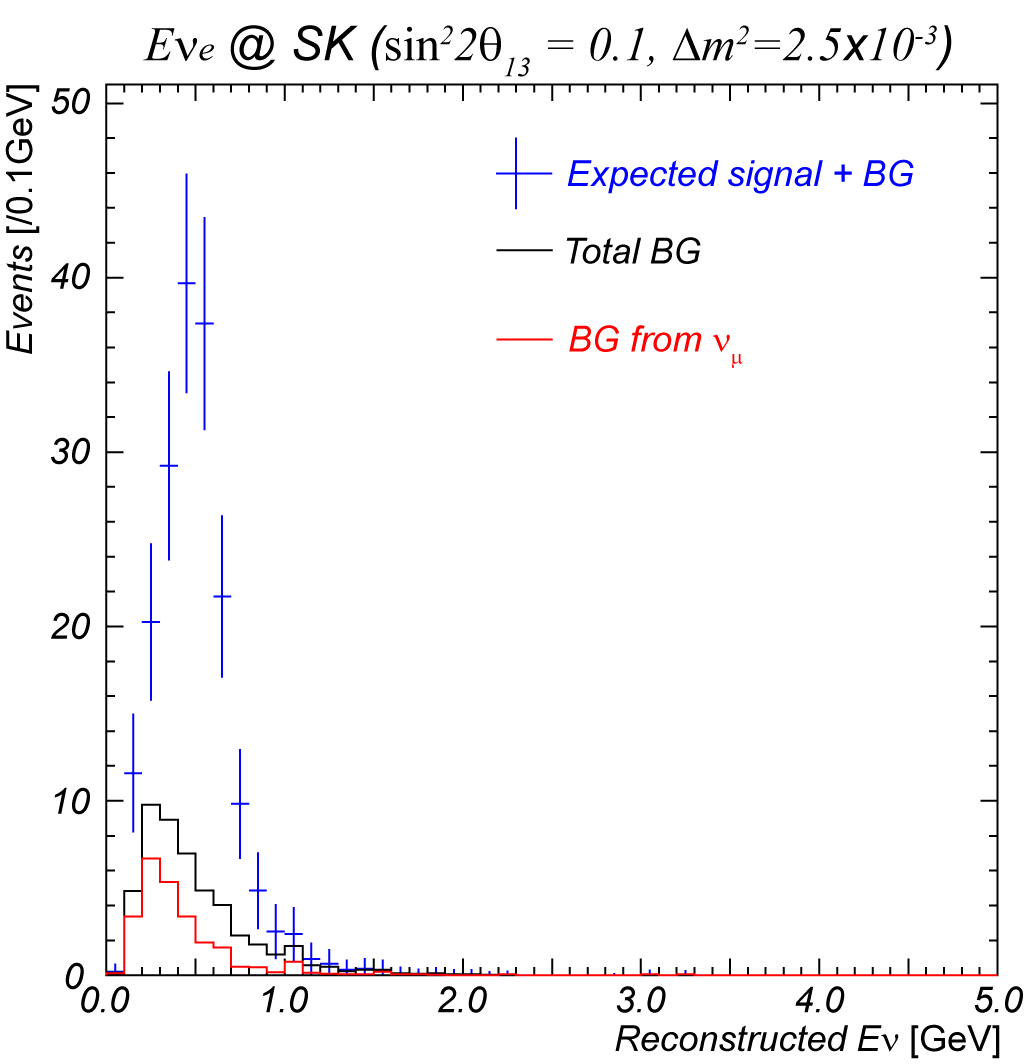 Eνe @ SK (sin²2θ₁₃ = 0.1, Δm²=2.5x10⁻³)
Events [/0.1GeV]
50
40
30
20
10
0
Expected signal + BG
Total BG
BG from νμ
0.0 1.0 2.0 3.0 4.0 5.0
Reconstructed Eν [GeV]